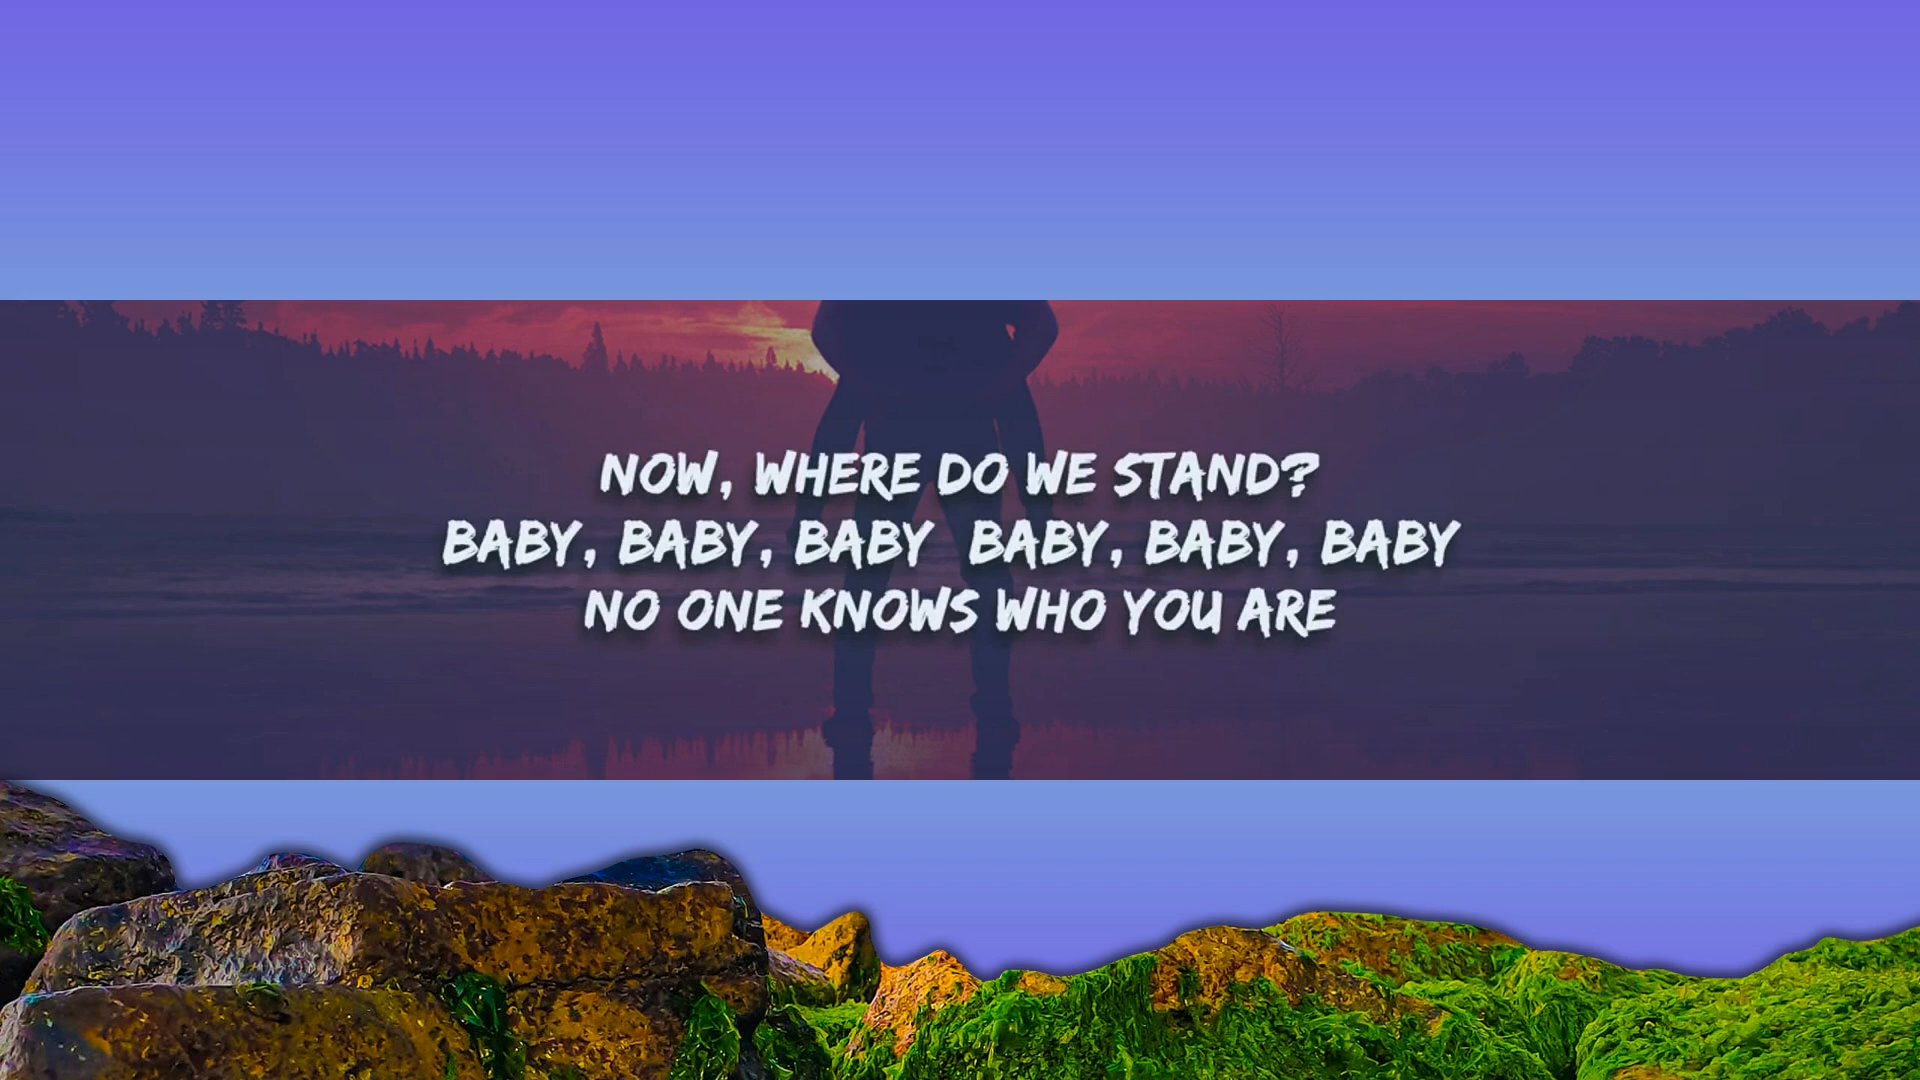 NOW, WHERE DO WE STAND?
BABY, BABY, BABY  BABY, BABY, BABY
NO ONE KNOWS WHO YOU ARE